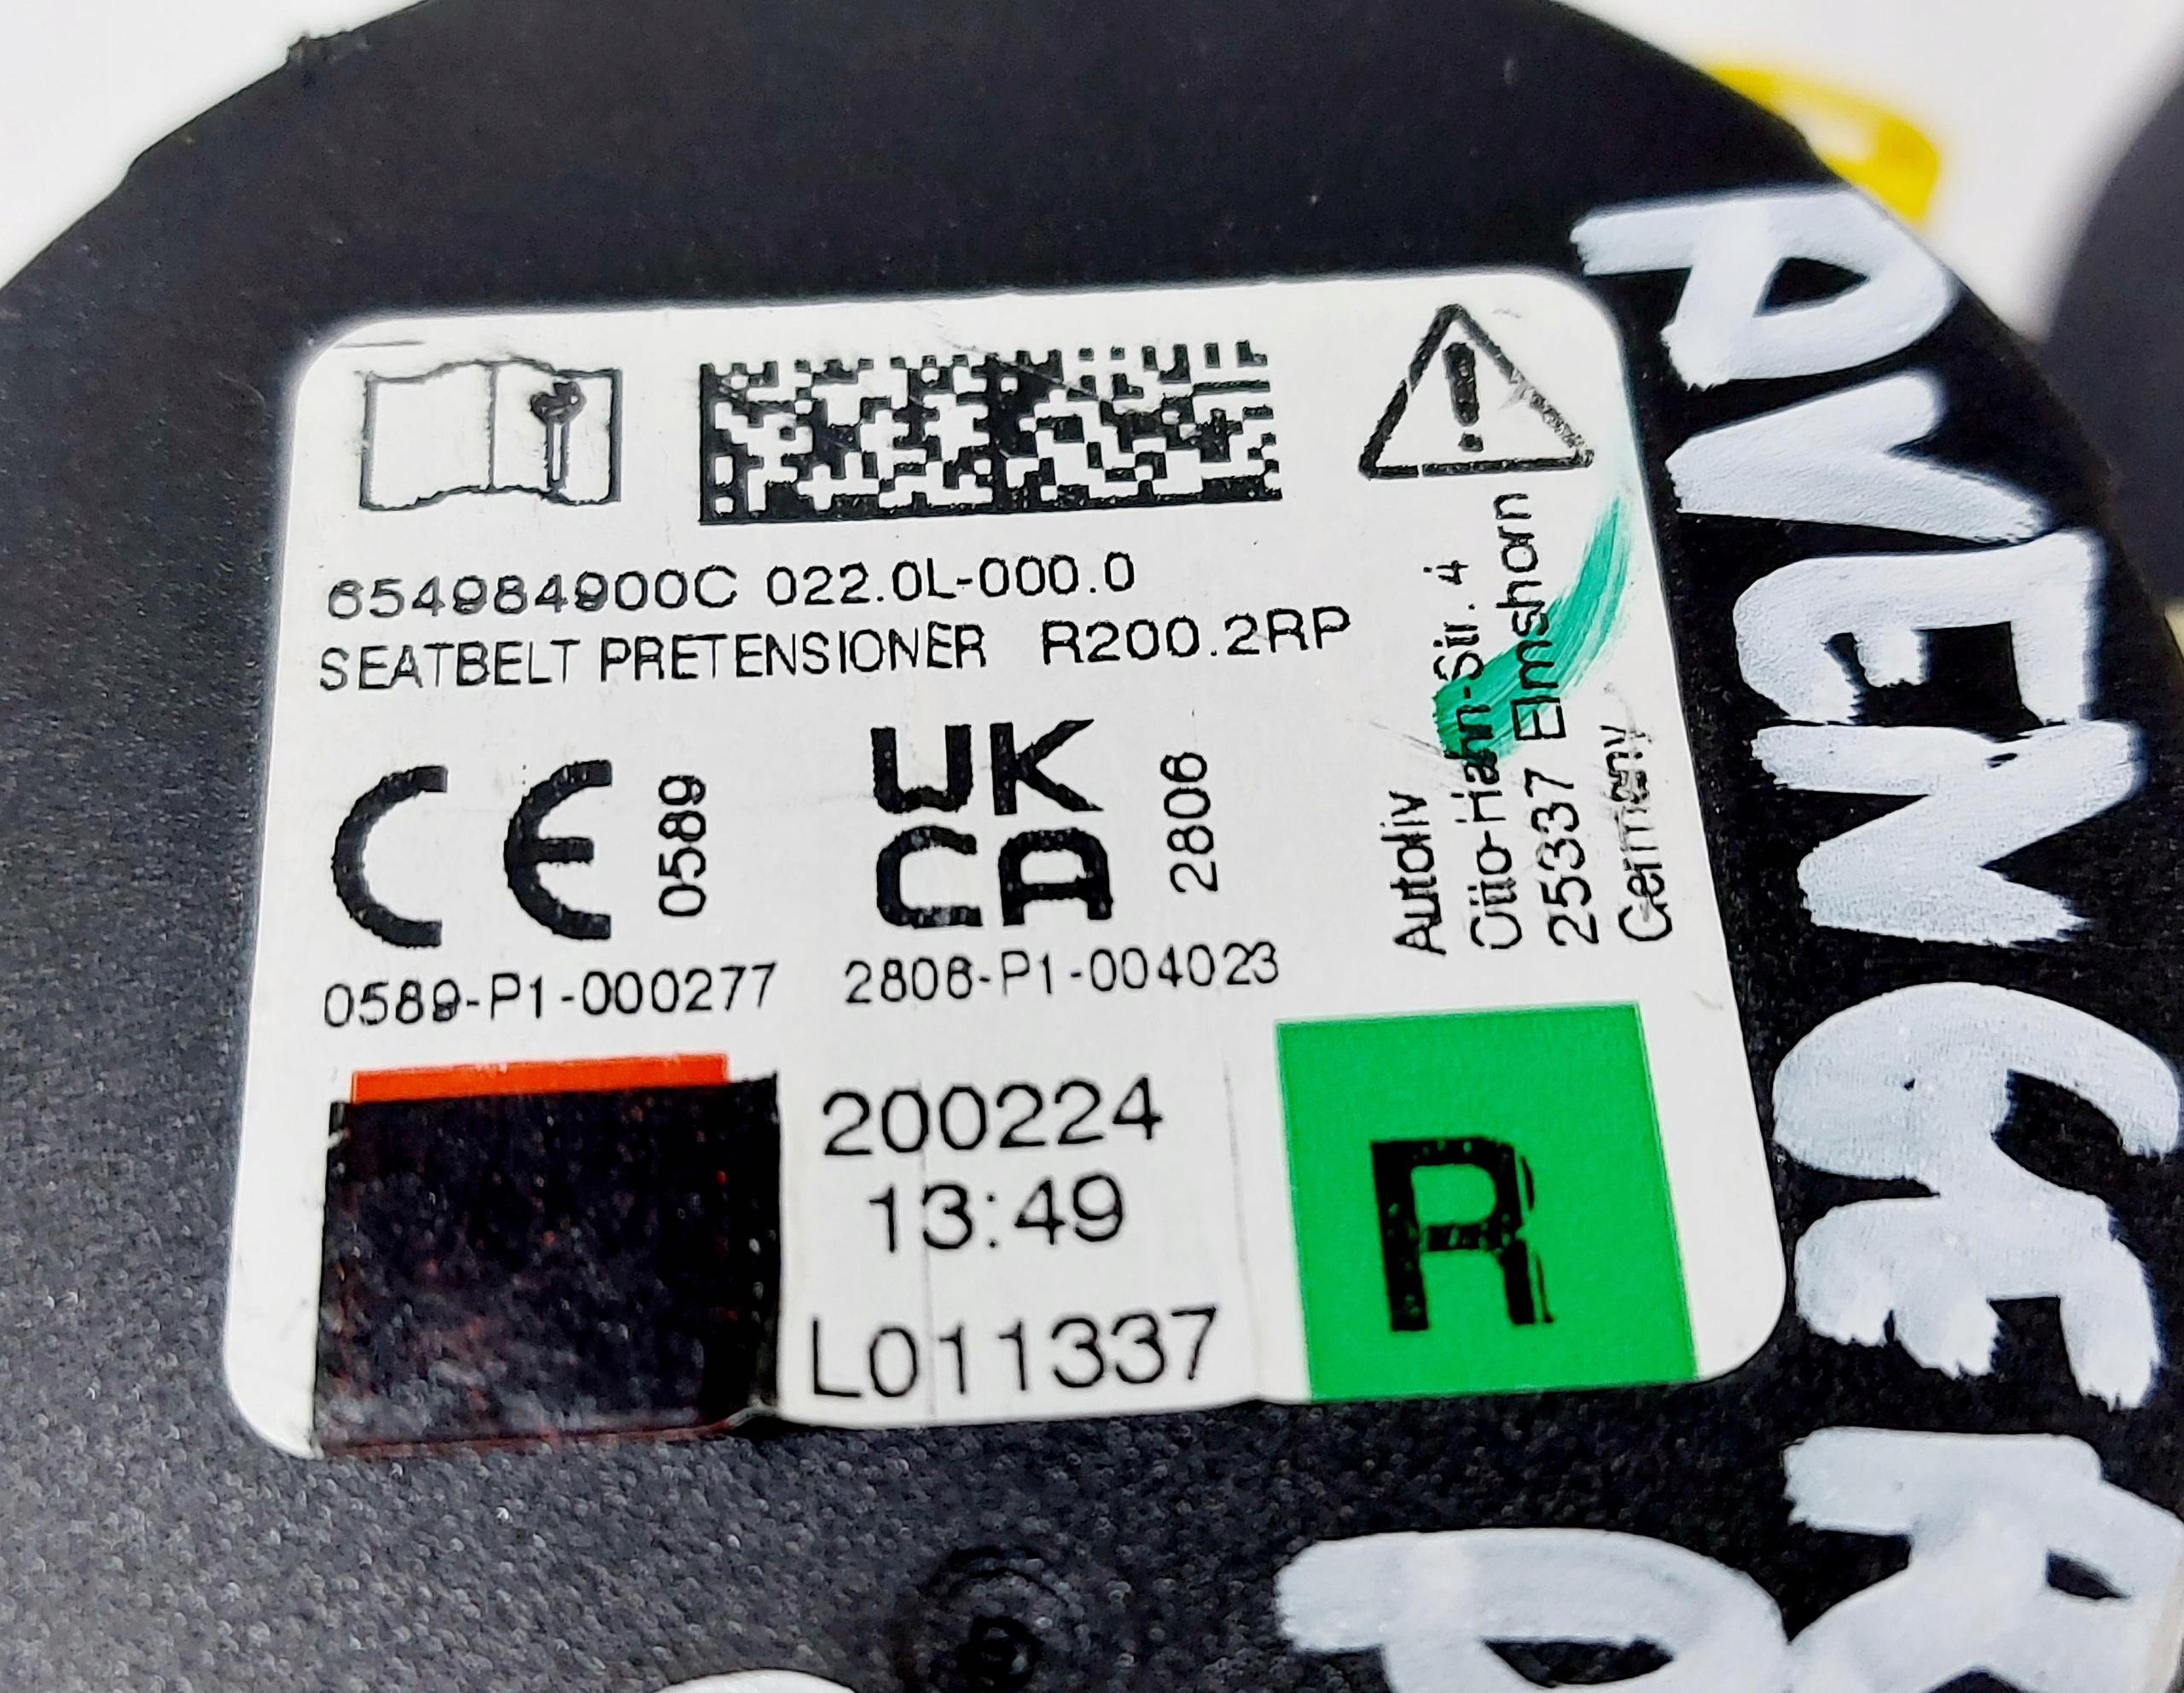 654984900C 022.0L-000.0
SEATBELT PRETENSIONER R200.2RP
CE 0589
UK
CA 2806
0589-P1-000277 2806-P1-004023
Autoliv
Otto-Hahn-Str. 4
25337 Elmshorn
Germany
200224
13:49
L011337
R
AVENGER